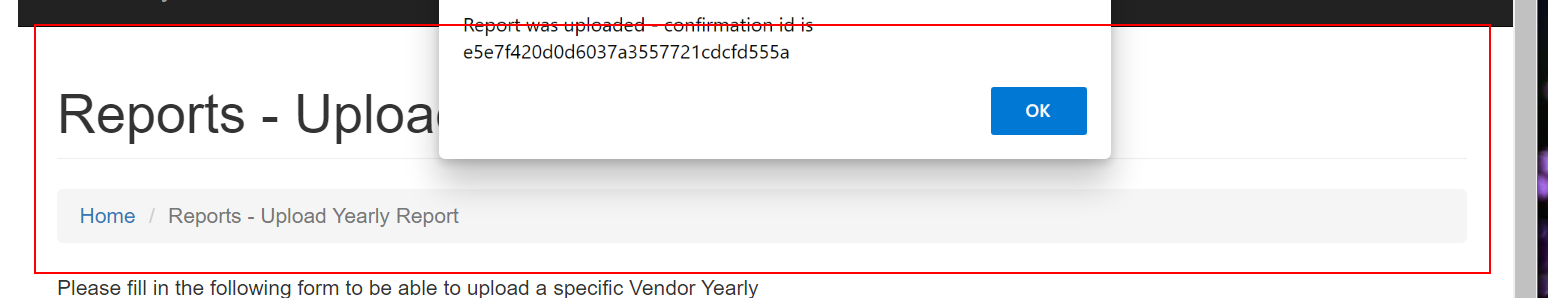 Report was uploaded - confirmation id is
e5e7f420d0d6037a3557721cdcfd555a
OK
Reports - Uploa
Home / Reports - Upload Yearly Report
Please fill in the following form to be able to upload a specific Vendor Yearly